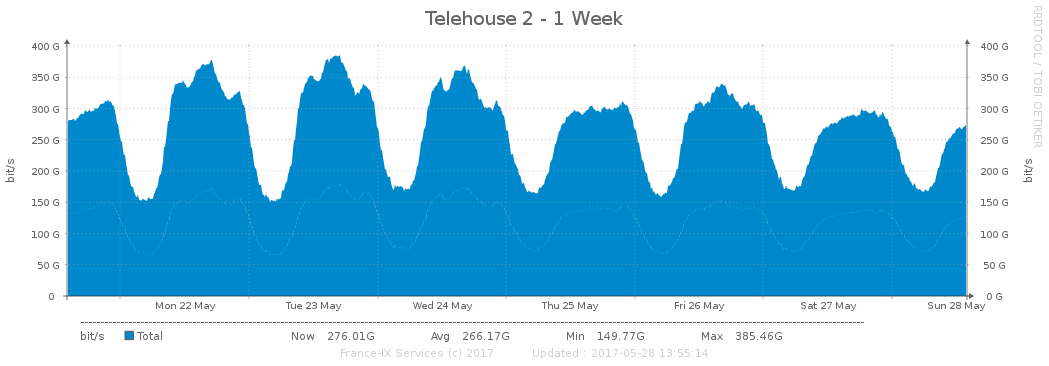 Telehouse 2 - 1 Week
RRDTOOL / TOBI OETIKER
400 G 400 G
350 G 350 G
300 G 300 G
250 G 250 G
200 G 200 G
150 G 150 G
100 G 100 G
50 G 50 G
0 0 G
bit/s bit/s
Mon 22 May Tue 23 May Wed 24 May Thu 25 May Fri 26 May Sat 27 May Sun 28 May
bit/s Total Now 276.01G Avg 266.17G Min 149.77G Max 385.46G
France-IX Services (c) 2017 Updated : 2017-05-28 13:55:14